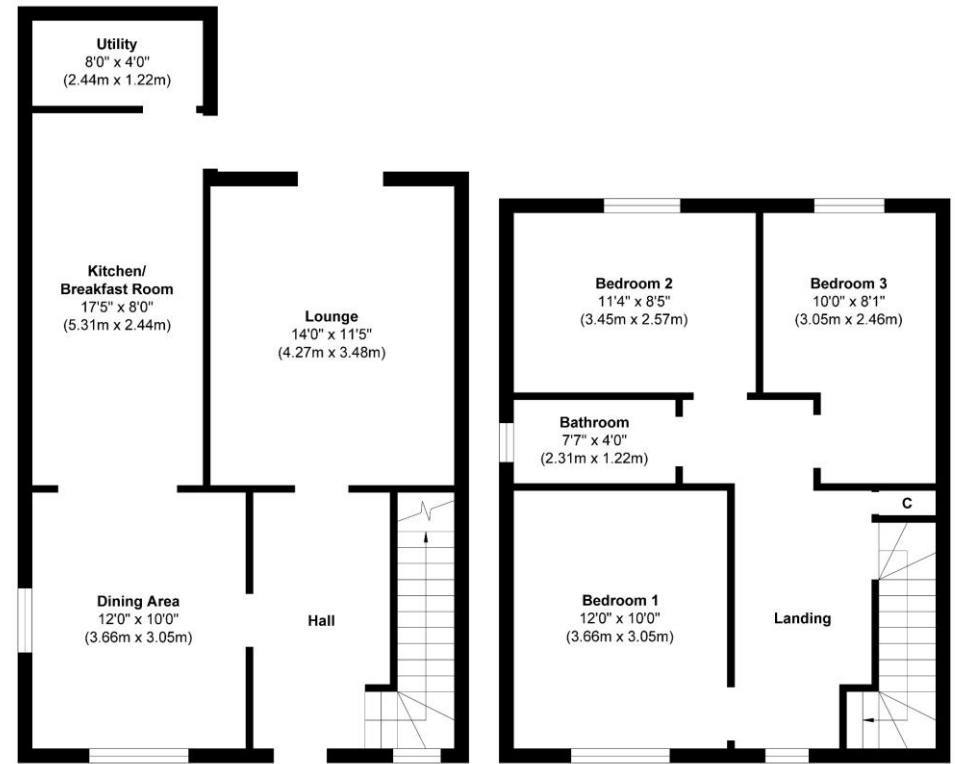 Utility
8'0" x 4'0"
(2.44m x 1.22m)
Kitchen/
Breakfast Room
17'5" x 8'0"
(5.31m x 2.44m)
Lounge
14'0" x 11'5"
(4.27m x 3.48m)
Dining Area
12'0" x 10'0"
(3.66m x 3.05m)
Hall
Bedroom 2
11'4" x 8'5"
(3.45m x 2.57m)
Bedroom 3
10'0" x 8'1"
(3.05m x 2.46m)
Bathroom
7'7" x 4'0"
(2.31m x 1.22m)
C
Bedroom 1
12'0" x 10'0"
(3.66m x 3.05m)
Landing